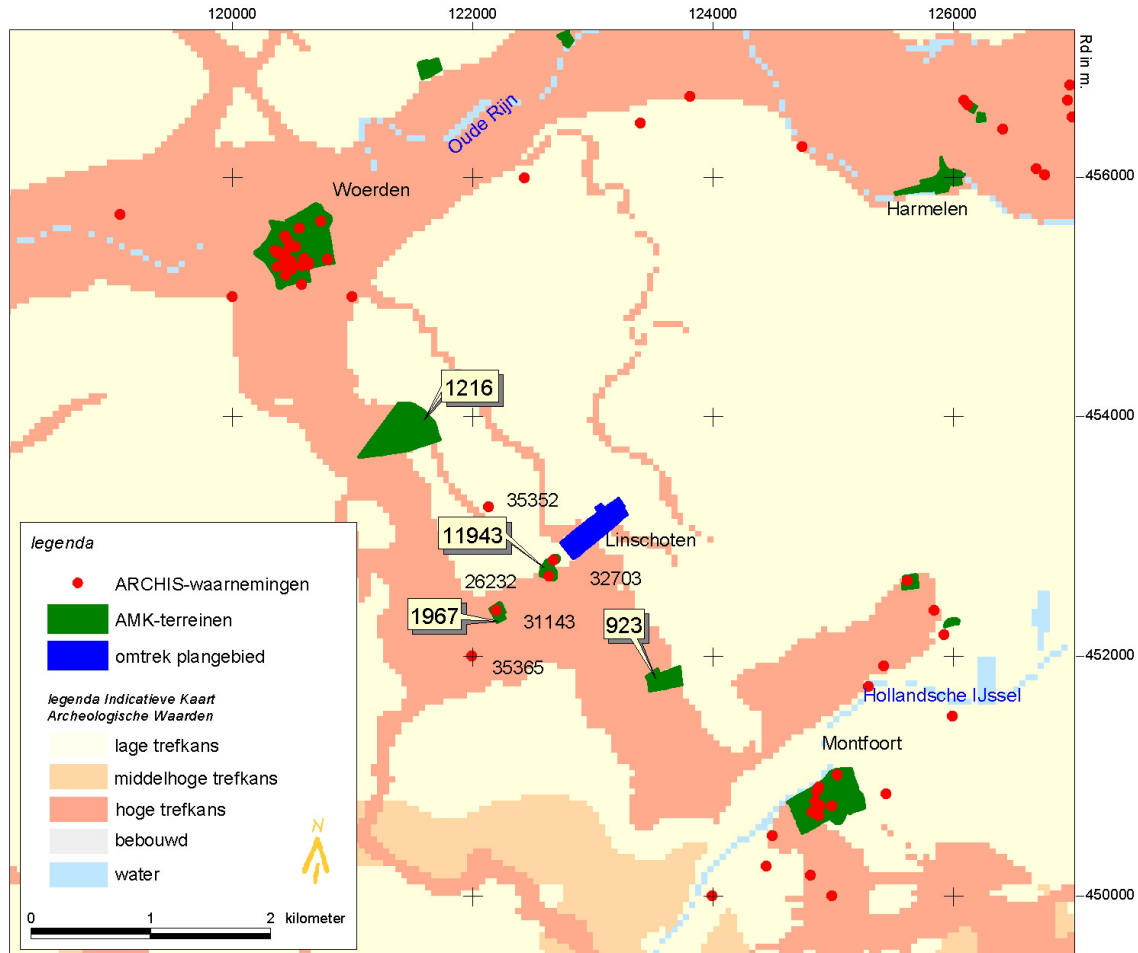 120000
122000
124000
126000
Rd in m.
Oude Rijn
Woerden
456000
Harmelen
1216
454000
35352
11943
Linschoten
26232
32703
1967
31143
923
452000
35365
Hollandsche IJssel
Montfoort
450000
legenda
ARCHIS-waarnemingen
AMK-terreinen
omtrek plangebied
legenda Indicatieve Kaart
Archeologische Waarden
lage trefkans
middelhoge trefkans
hoge trefkans
bebouwd
water
N
0 1 2 kilometer